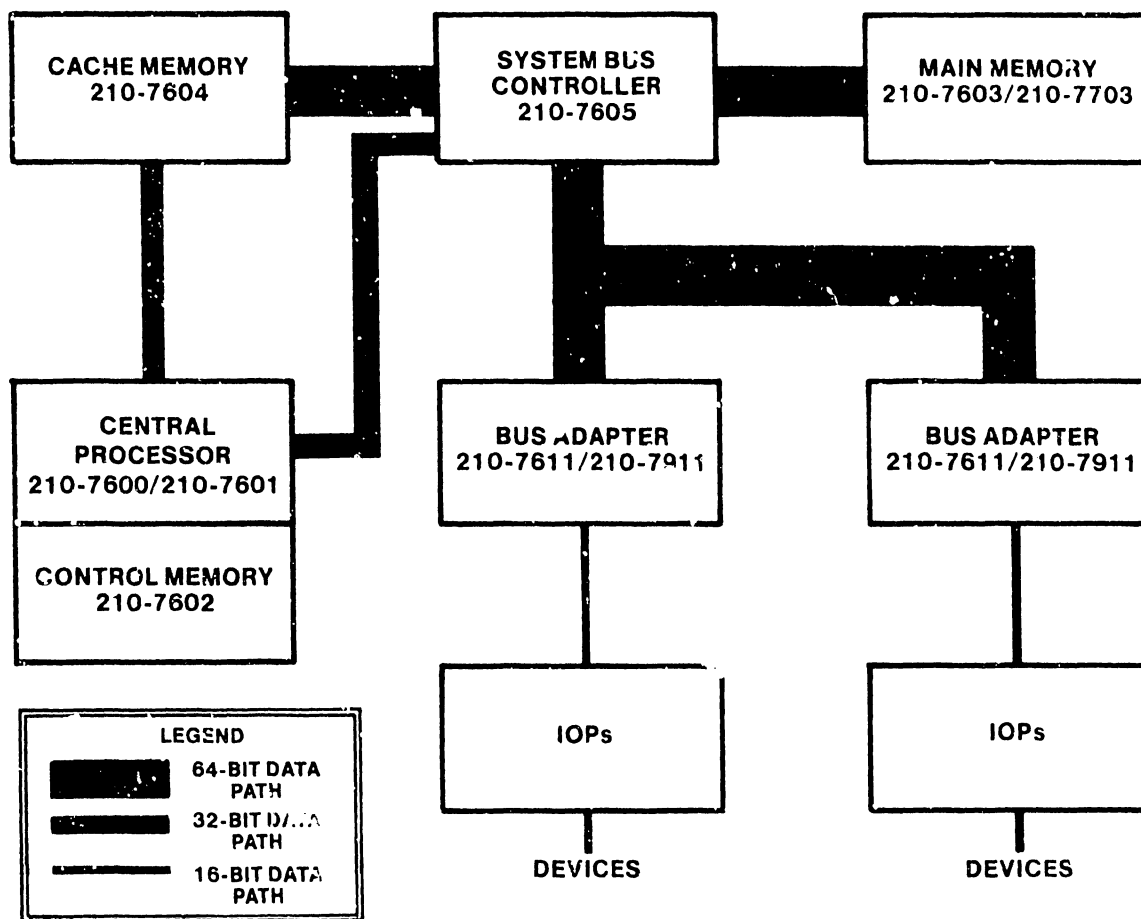 CACHE MEMORY
210-7604
SYSTEM BUS
CONTROLLER
210-7605
MAIN MEMORY
210-7603/210-7703
CENTRAL
PROCESSOR
210-7600/210-7601
CONTROL MEMORY
210-7602
BUS ADAPTER
210-7611/210-7911
BUS ADAPTER
210-7611/210-7911
IOPs
IOPs
DEVICES
DEVICES
LEGEND
64-BIT DATA
PATH
32-BIT DATA
PATH
16-BIT DATA
PATH